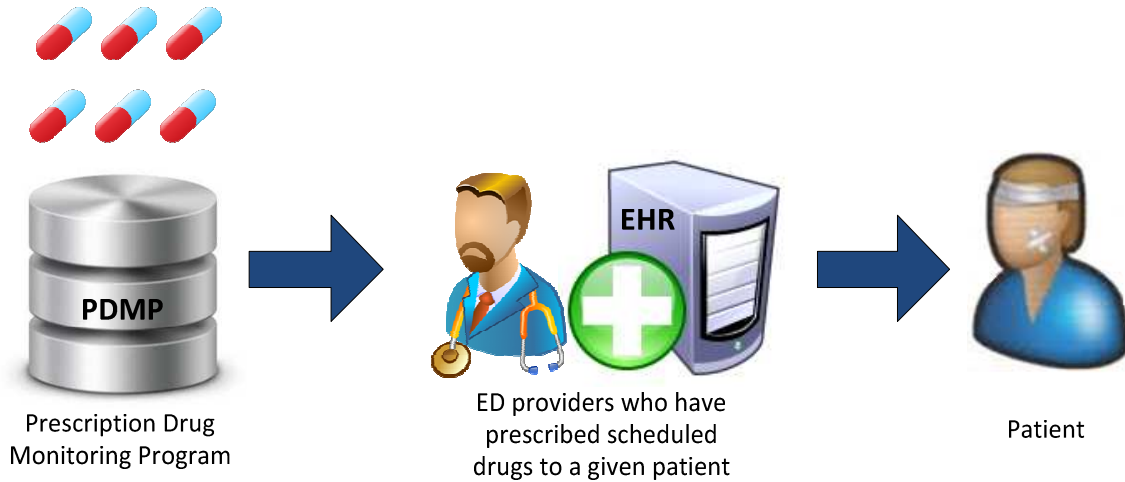 PDMP
Prescription Drug
Monitoring Program
EHR
ED providers who have
prescribed scheduled
drugs to a given patient
Patient